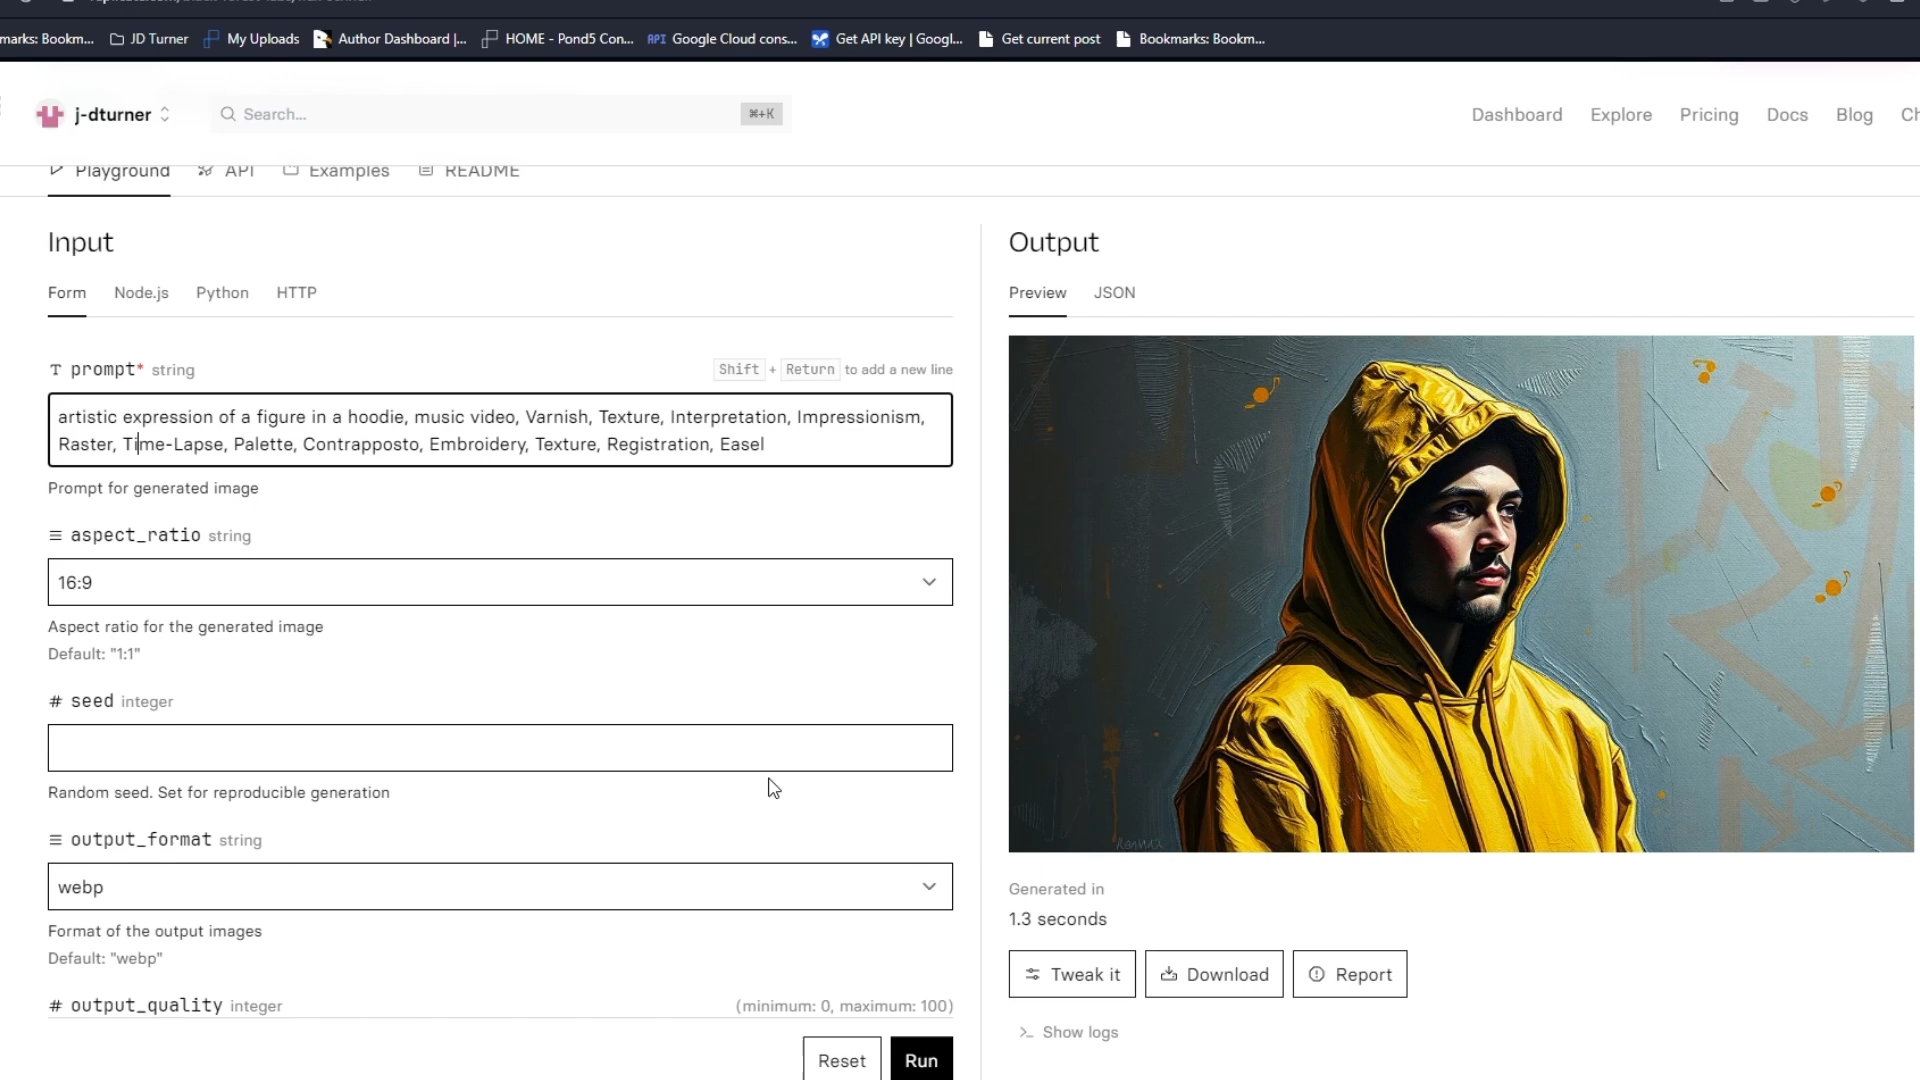 marks: Bookm... JD Turner My Uploads Author Dashboard |... HOME - Pond5 Con... API Google Cloud cons... Get API key | Googl... Get current post Bookmarks: Bookm...
j-dturner Search... ⌘+K Dashboard Explore Pricing Docs Blog Ch
Playground API Examples README
Input Output
Form Node.js Python HTTP Preview JSON
T prompt* string Shift + Return to add a new line
artistic expression of a figure in a hoodie, music video, Varnish, Texture, Interpretation, Impressionism,
Raster, Time-Lapse, Palette, Contrapposto, Embroidery, Texture, Registration, Easel
Prompt for generated image
aspect_ratio string
16:9
Aspect ratio for the generated image
Default: "1:1"
# seed integer
Random seed. Set for reproducible generation
output_format string
webp
Generated in
1.3 seconds
Format of the output images
Default: "webp"
Tweak it Download Report
# output_quality integer (minimum: 0, maximum: 100)
>_ Show logs
Reset Run